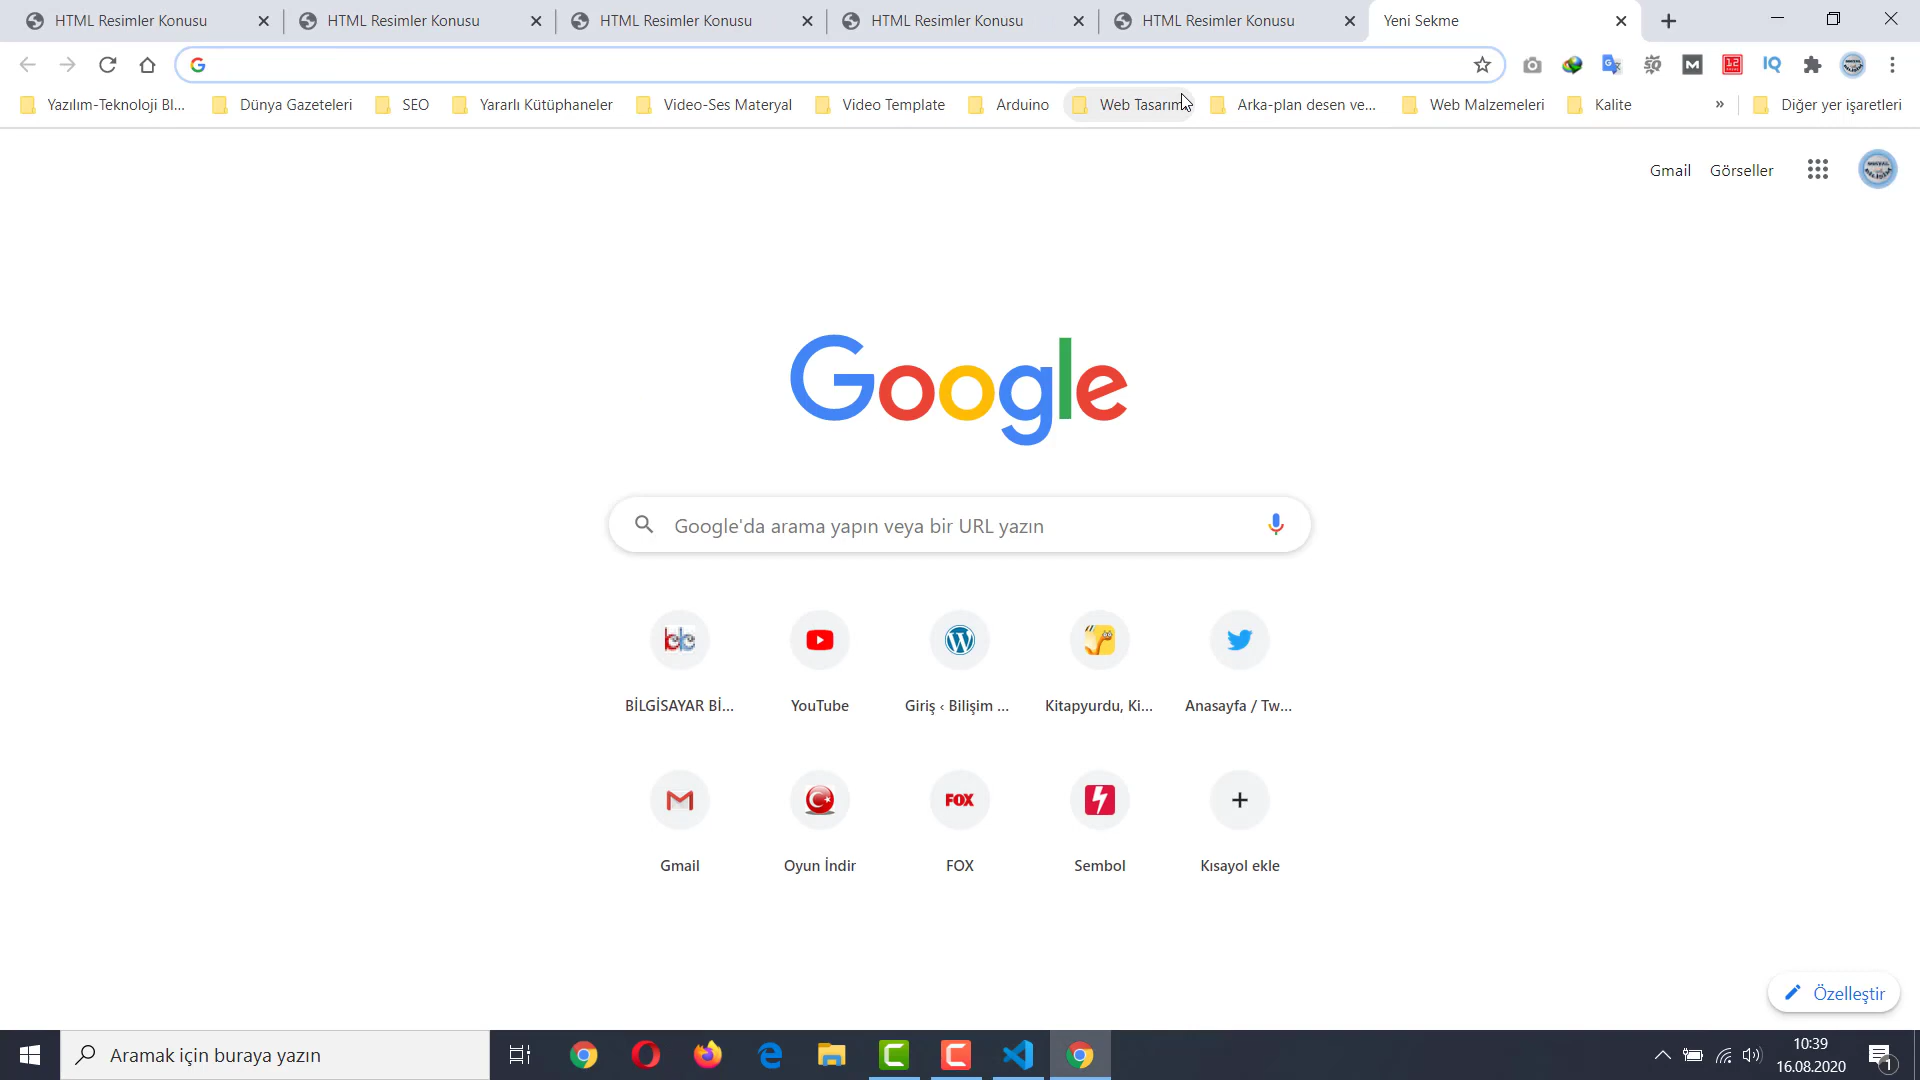 HTML Resimler Konusu
HTML Resimler Konusu
HTML Resimler Konusu
HTML Resimler Konusu
HTML Resimler Konusu
Yeni Sekme
Yazılım-Teknoloji Bl...
Dünya Gazeteleri
SEO
Yararlı Kütüphaneler
Video-Ses Materyal
Video Template
Arduino
Web Tasarım
Arka-plan desen ve...
Web Malzemeleri
Kalite
»
Diğer yer işaretleri
Gmail
Görseller
Google
Google'da arama yapın veya bir URL yazın
BİLGİSAYAR Bİ...
YouTube
Giriş ‹ Bilişim ...
Kitapyurdu, Ki...
Anasayfa / Tw...
FOX
Gmail
Oyun İndir
FOX
Sembol
Kısayol ekle
Özelleştir
Aramak için buraya yazın
10:39
16.08.2020
1